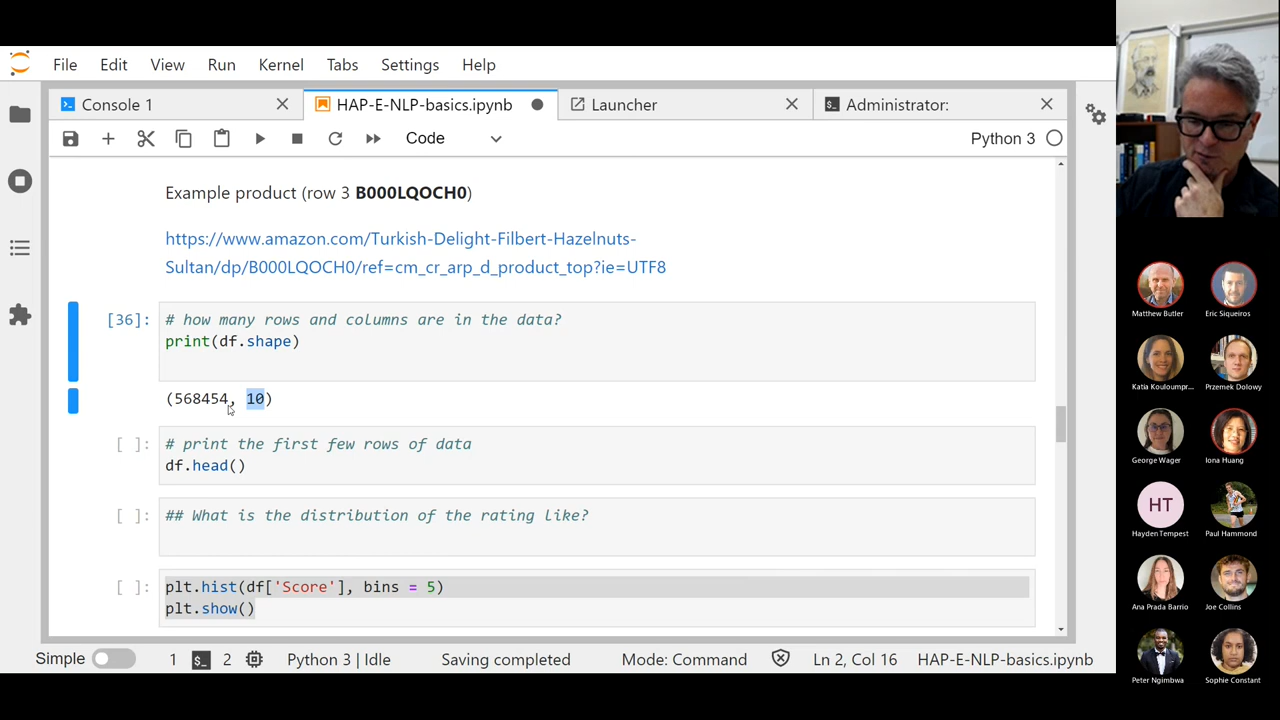 File Edit View Run Kernel Tabs Settings Help
Console 1 HAP-E-NLP-basics.ipynb Launcher Administrator:
Code Python 3
Example product (row 3 B000LQOCH0)
https://www.amazon.com/Turkish-Delight-Filbert-Hazelnuts-
Sultan/dp/B000LQOCH0/ref=cm_cr_arp_d_product_top?ie=UTF8
[36]: # how many rows and columns are in the data?
print(df.shape)
(568454, 10)
[ ]: # print the first few rows of data
df.head()
[ ]: ## What is the distribution of the rating like?
[ ]: plt.hist(df['Score'], bins = 5)
plt.show()
Simple 1 2 Python 3 | Idle Saving completed Mode: Command Ln 2, Col 16 HAP-E-NLP-basics.ipynb
Matthew Butler Eric Siqueiros
Katia Kouloumpr... Przemek Dolowy
George Wager Iona Huang
HT
Hayden Tempest Paul Hammond
Ana Prada Barrio Joe Collins
Peter Ngimbwa Sophie Constant